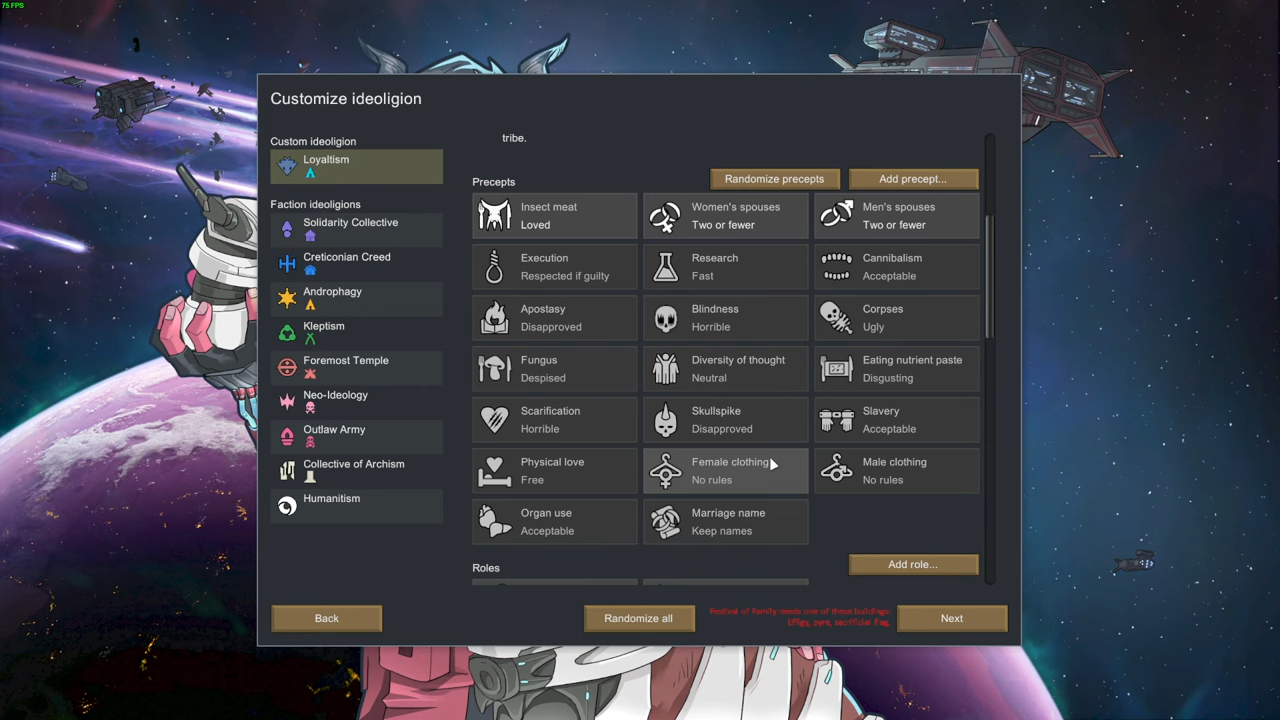 75 FPS
Customize ideoligion
tribe.
Custom ideoligion
Loyaltism
Faction ideoligions
Solidarity Collective
Creticonian Creed
Androphagy
Kleptism
Foremost Temple
Neo-Ideology
Outlaw Army
Collective of Archism
Humanitism
Precepts
Randomize precepts
Add precept...
Insect meat
Loved
Women's spouses
Two or fewer
Men's spouses
Two or fewer
Execution
Respected if guilty
Research
Fast
Cannibalism
Acceptable
Apostasy
Disapproved
Blindness
Horrible
Corpses
Ugly
Fungus
Despised
Diversity of thought
Neutral
Eating nutrient paste
Disgusting
Scarification
Horrible
Skullspike
Disapproved
Slavery
Acceptable
Physical love
Free
Female clothing
No rules
Male clothing
No rules
Organ use
Acceptable
Marriage name
Keep names
Add role...
Roles
Back
Randomize all
Festival of Family needs one of these buildings:
Effigy, pyre, sacrificial flag.
Next